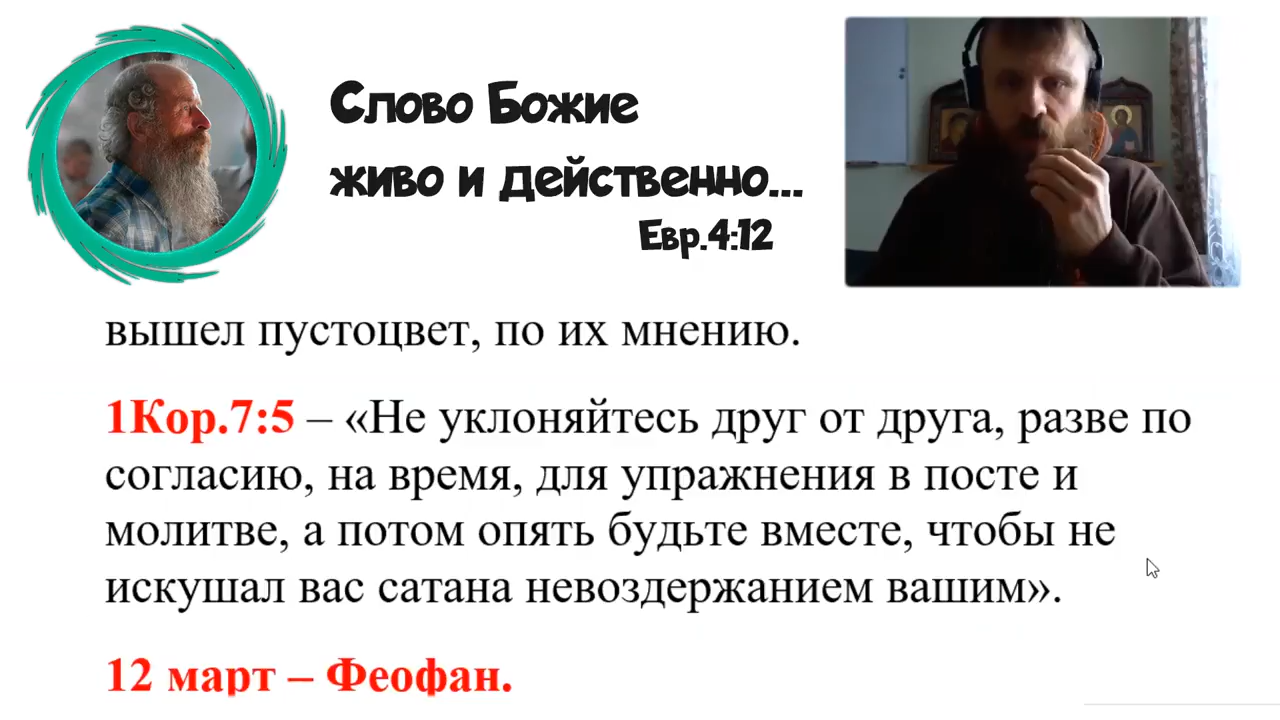 Слово Божие
живо и действенно...
Евр.4:12
вышел пустоцвет, по их мнению.
1Кор.7:5 – «Не уклоняйтесь друг от друга, разве по
согласию, на время, для упражнения в посте и
молитве, а потом опять будьте вместе, чтобы не
искушал вас сатана невоздержанием вашим».
12 март – Феофан.